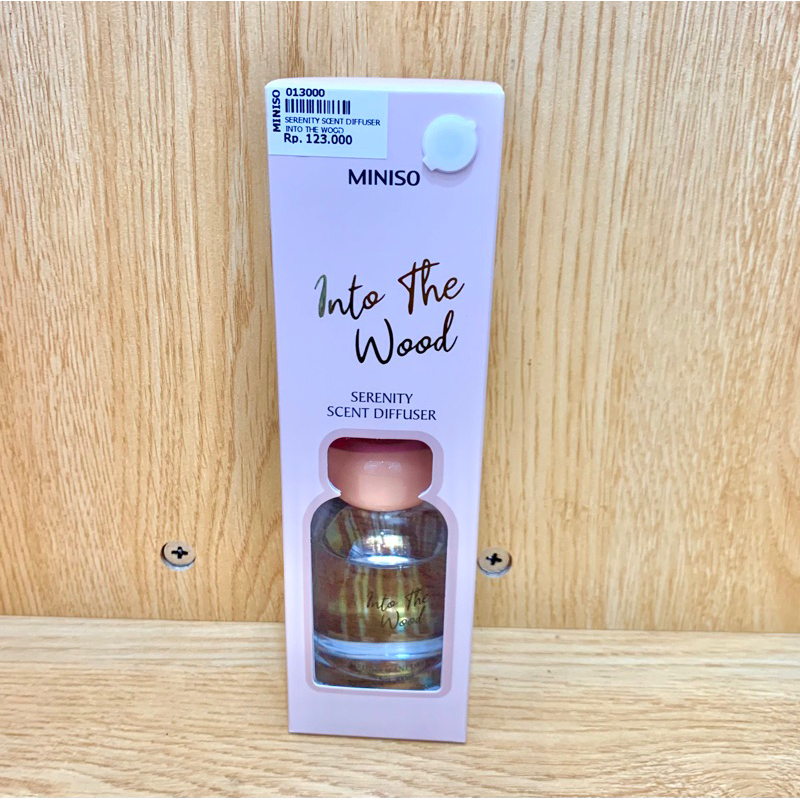 MINISO
013000
SERENITY SCENT DIFFUSER
INTO THE WOOD
Rp. 123.000
MINISO
Into The
Wood
SERENITY
SCENT DIFFUSER
Into The
Wood